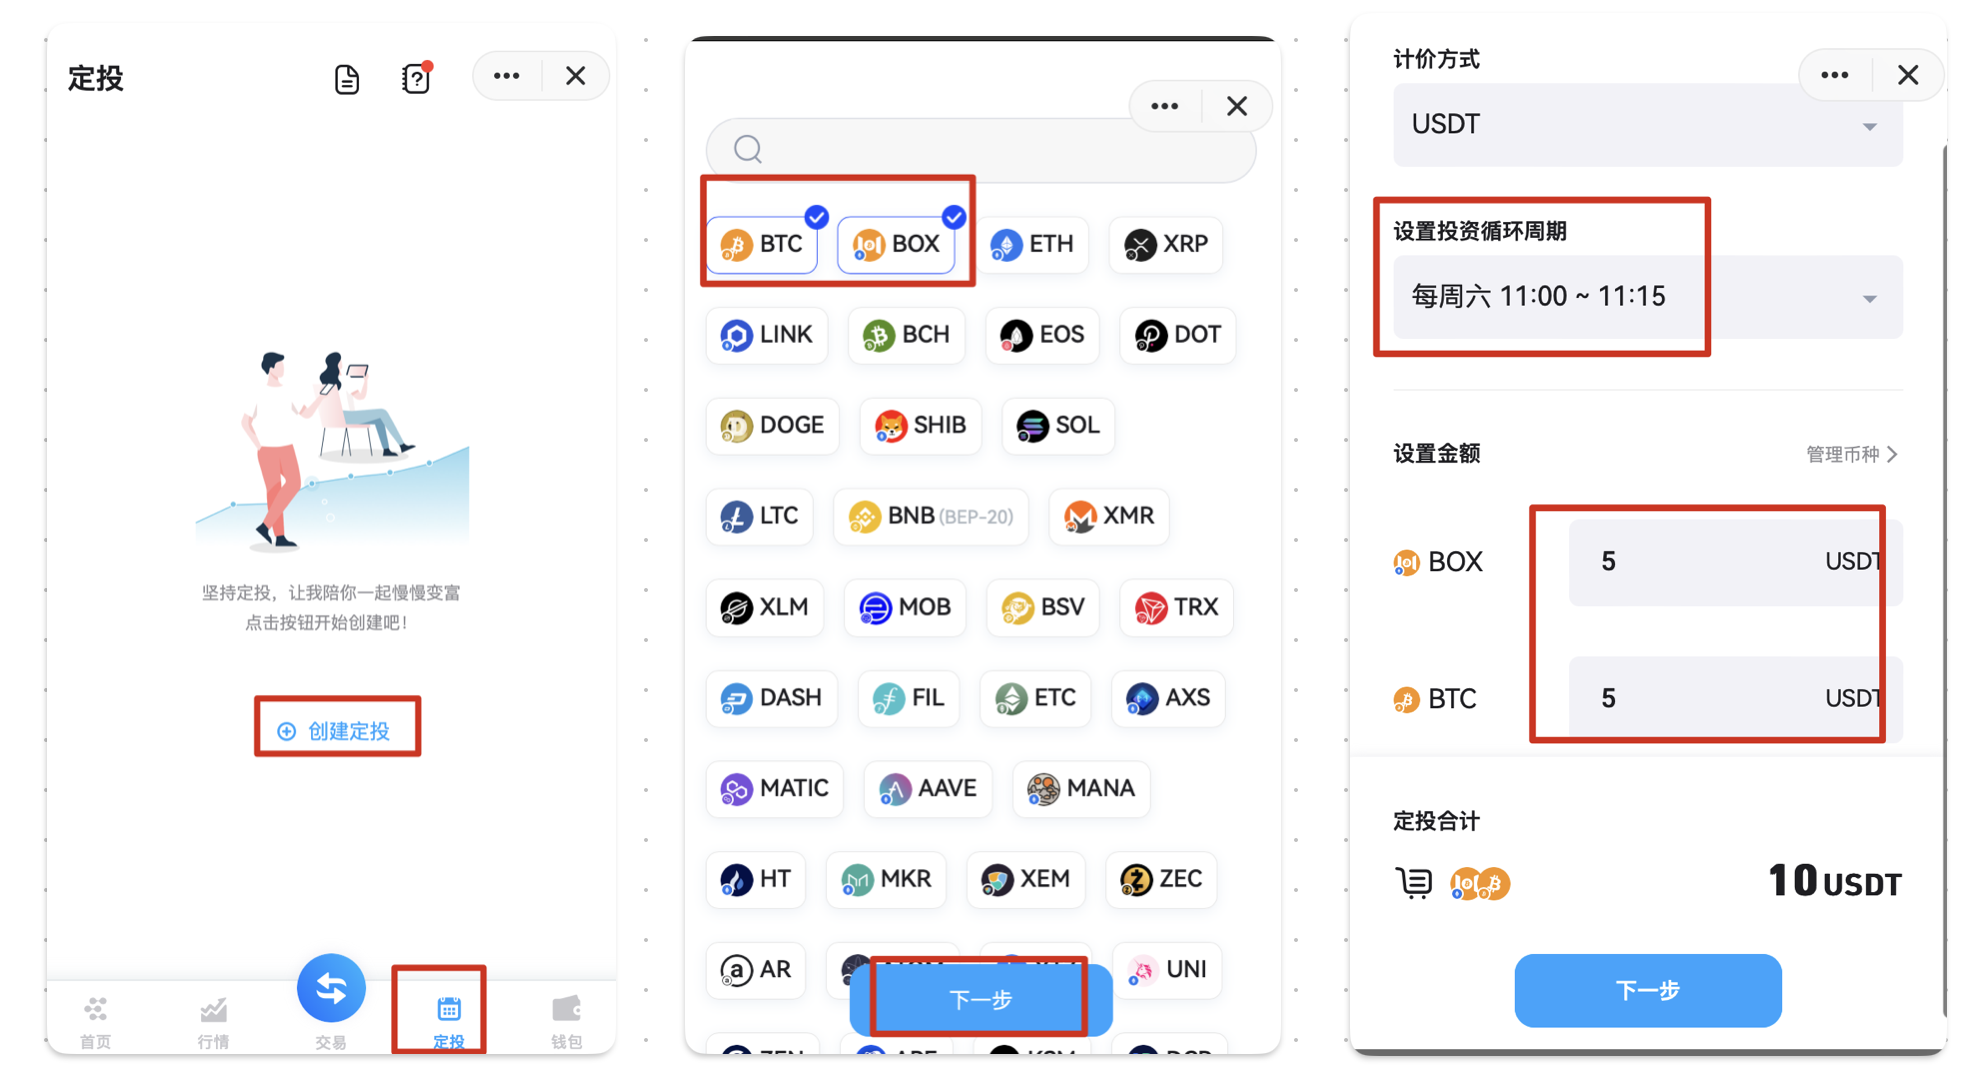 定投
坚持定投，让我陪你一起慢慢变富
点击按钮开始创建吧！
创建定投
首页
行情
交易
定投
钱包
BTC
BOX
ETH
XRP
LINK
BCH
EOS
DOT
DOGE
SHIB
SOL
LTC
BNB (BEP-20)
XMR
XLM
MOB
BSV
TRX
DASH
FIL
ETC
AXS
MATIC
AAVE
MANA
HT
MKR
XEM
ZEC
AR
UNI
下一步
计价方式
USDT
设置投资循环周期
每周六 11:00 ~ 11:15
设置金额
管理币种
BOX
5
USDT
BTC
5
USDT
定投合计
10 USDT
下一步